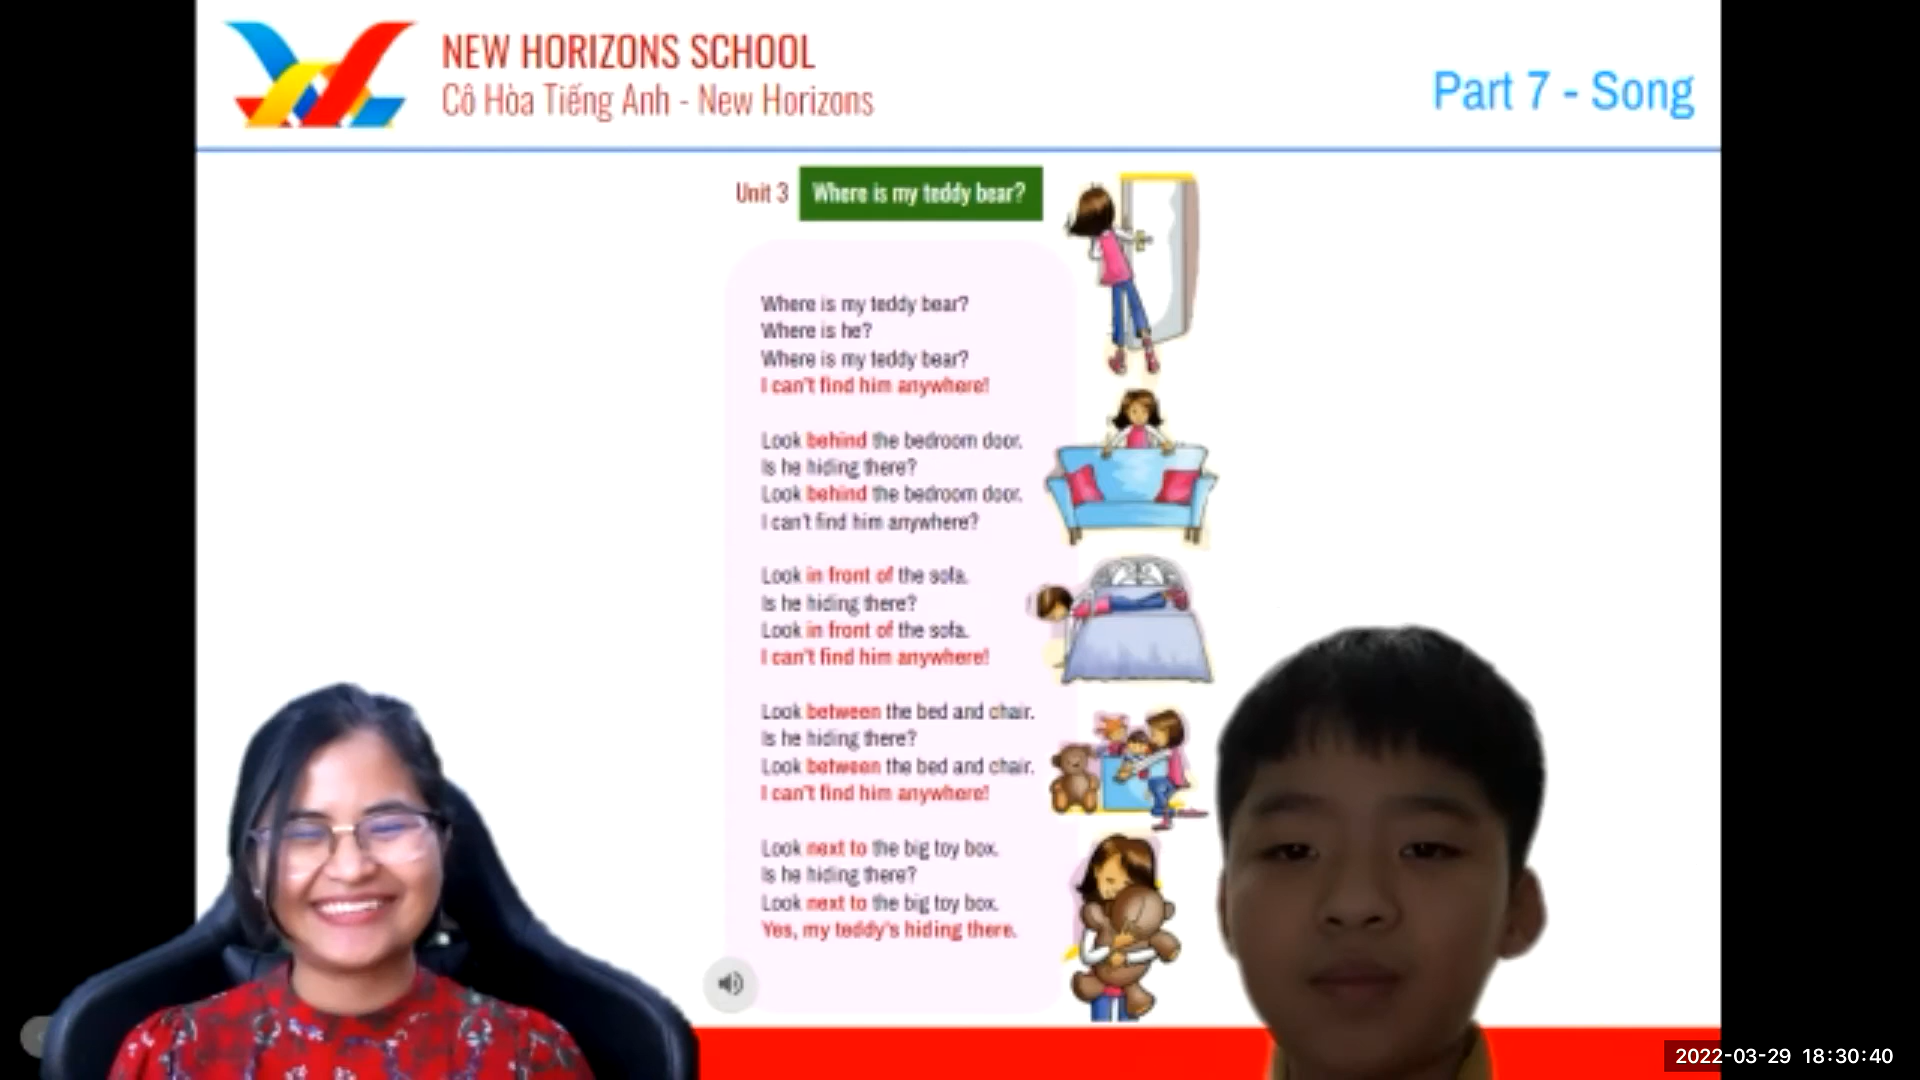 NEW HORIZONS SCHOOL
Cô Hòa Tiếng Anh - New Horizons
Part 7 - Song
Unit 3 Where is my teddy bear?
Where is my teddy bear?
Where is he?
Where is my teddy bear?
I can't find him anywhere!
Look behind the bedroom door.
Is he hiding there?
Look behind the bedroom door.
I can't find him anywhere?
Look in front of the sofa.
Is he hiding there?
Look in front of the sofa.
I can't find him anywhere!
Look between the bed and chair.
Is he hiding there?
Look between the bed and chair.
I can't find him anywhere!
Look next to the big toy box.
Is he hiding there?
Look next to the big toy box.
Yes, my teddy's hiding there.
2022-03-29 18:30:40